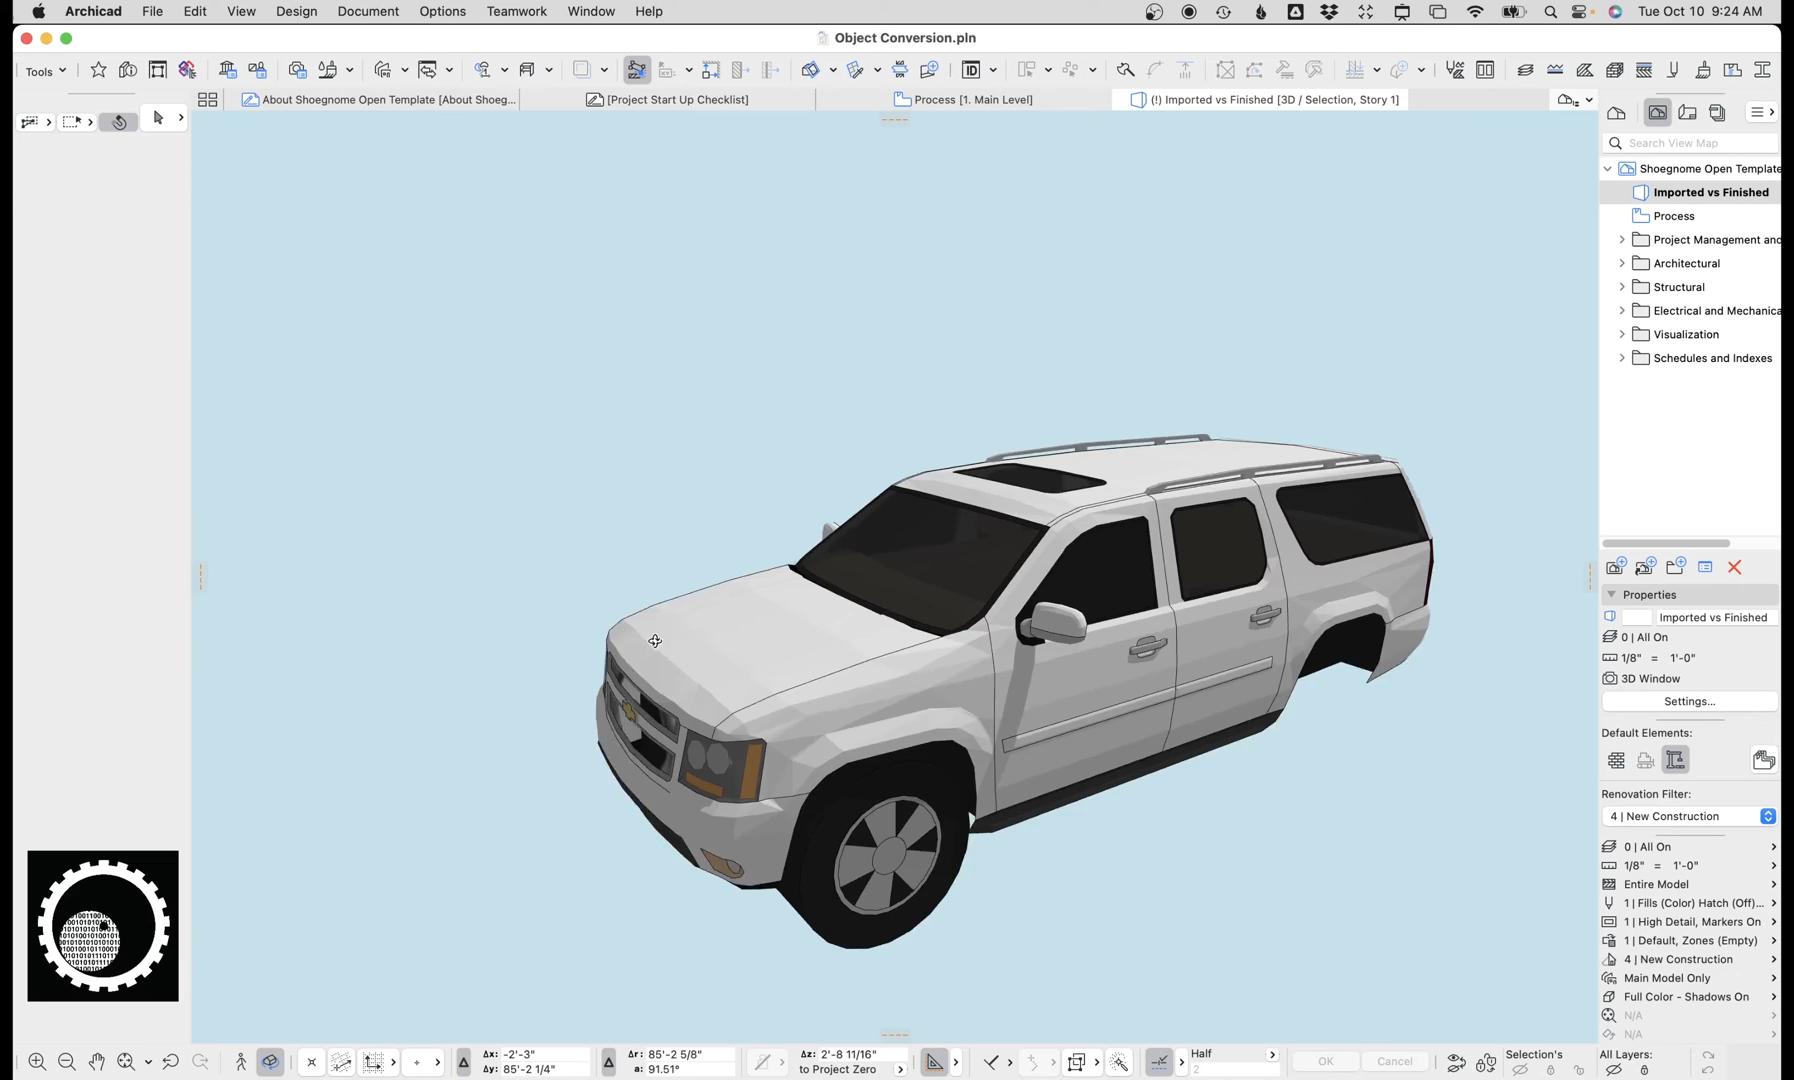 Archicad File Edit View Design Document Options Teamwork Window Help Tue Oct 10 9:24 AM
Object Conversion.pln
Tools
About Shoegnome Open Template [About Shoeg... [Project Start Up Checklist] Process [1. Main Level] (!) Imported vs Finished [3D / Selection, Story 1]
Search View Map
Shoegnome Open Template
Imported vs Finished
Process
Project Management and
Architectural
Structural
Electrical and Mechanica
Visualization
Schedules and Indexes
Properties
Imported vs Finished
0 | All On
1/8" = 1'-0"
3D Window
Settings...
Default Elements:
Renovation Filter:
4 | New Construction
0 | All On
1/8" = 1'-0"
Entire Model
1 | Fills (Color) Hatch (Off)...
1 | High Detail, Markers On
1 | Default, Zones (Empty)
4 | New Construction
Main Model Only
Full Color - Shadows On
N/A
N/A
Δx: -2'-3" Δr: 85'-2 5/8" Δz: 2'-8 11/16" Half OK Cancel Selection's All Layers:
Δy: 85'-2 1/4" a: 91.51° to Project Zero 2